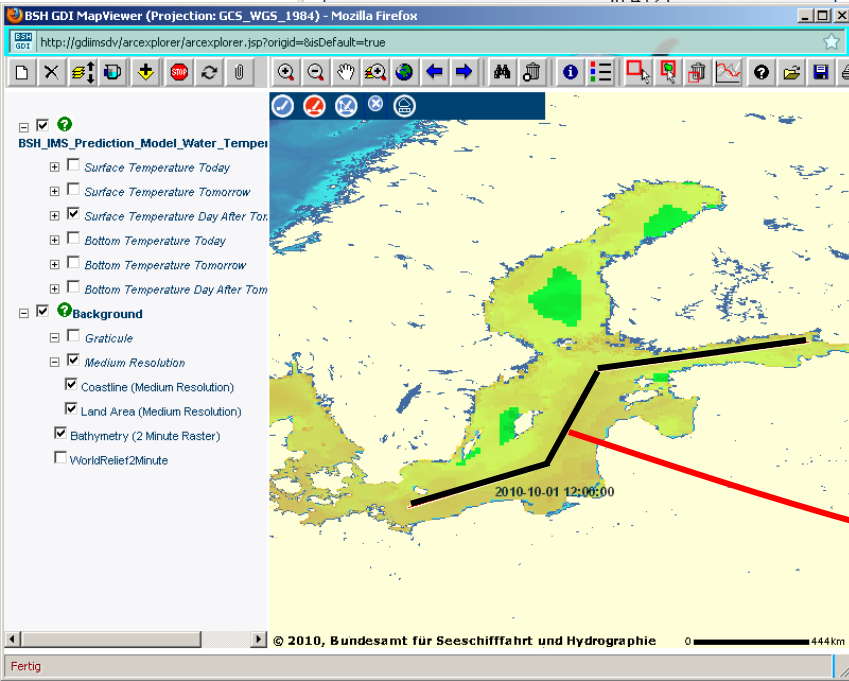 BSH GDI MapViewer (Projection: GCS_WGS_1984) - Mozilla Firefox
BSH
GDI
http://gdiimsdv/arcexplorer/arcexplorer.jsp?origid=&isDefault=true
STOP
BSH_IMS_Prediction_Model_Water_Temper
Surface Temperature Today
Surface Temperature Tomorrow
Surface Temperature Day After Tor
Bottom Temperature Today
Bottom Temperature Tomorrow
Bottom Temperature Day After Tom
Background
Graticule
Medium Resolution
Coastline (Medium Resolution)
Land Area (Medium Resolution)
Bathymetry (2 Minute Raster)
WorldRelief2Minute
2010-10-01 12:00:00
© 2010, Bundesamt für Seeschifffahrt und Hydrographie
0
444km
Fertig